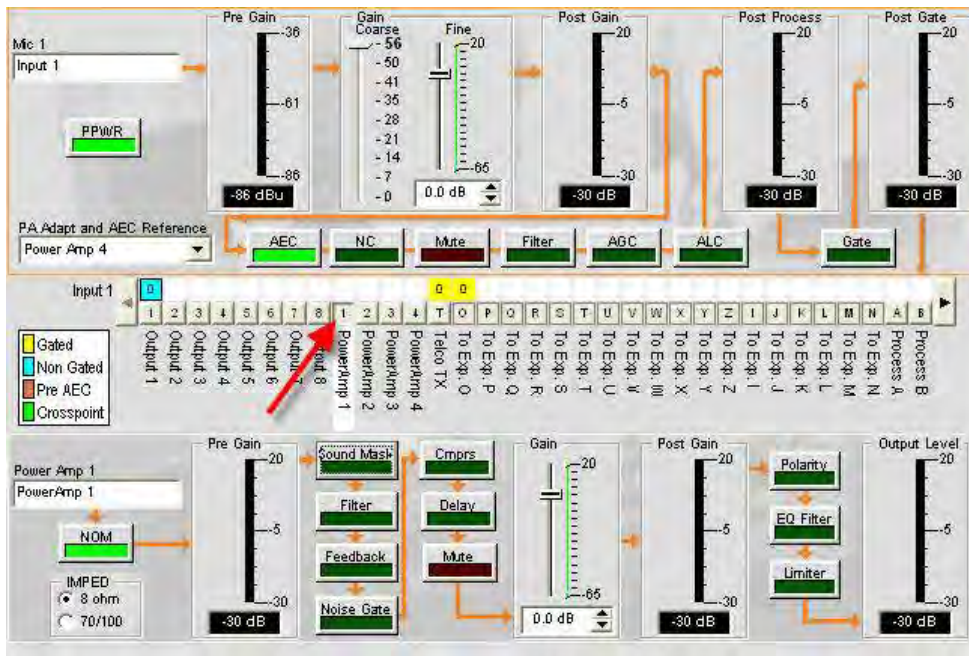 Pre Gain
Gain
Post Gain
Post Process
Post Gate
Coarse Fine
Mic 1
Input 1
PPWR
-36
-61
-86
-86 dBu
- 56
- 50
- 41
- 35
- 28
- 21
- 14
- 7
- 0
20
-65
0.0 dB
20
-5
-30
-30 dB
20
-5
-30
-30 dB
20
-5
-30
-30 dB
PA Adapt and AEC Reference
Power Amp 4
AEC
NC
Mute
Filter
AGC
ALC
Gate
Input 1
0 0 0
1 2 3 4 5 6 7 8 1 2 3 4 T O P Q R S T U V W X Y Z I J K L M N A B
Output 1
Output 2
Output 3
Output 4
Output 5
Output 6
Output 7
Output 8
PowerAmp 1
PowerAmp 2
PowerAmp 3
PowerAmp 4
Telco TX
To Exp. O
To Exp. P
To Exp. Q
To Exp. R
To Exp. S
To Exp. T
To Exp. U
To Exp. V
To Exp. W
To Exp. X
To Exp. Y
To Exp. Z
To Exp. I
To Exp. J
To Exp. K
To Exp. L
To Exp. M
To Exp. N
Process A
Process B
Gated
Non Gated
Pre AEC
Crosspoint
Pre Gain
Gain
Post Gain
Output Level
Power Amp 1
PowerAmp 1
NOM
IMPED
8 ohm
70/100
20
-5
-30
-30 dB
Sound Mask
Filter
Feedback
Noise Gate
Cmprs
Delay
Mute
20
-65
0.0 dB
20
-5
-30
-30 dB
Polarity
EQ Filter
Limiter
20
-5
-30
-30 dB